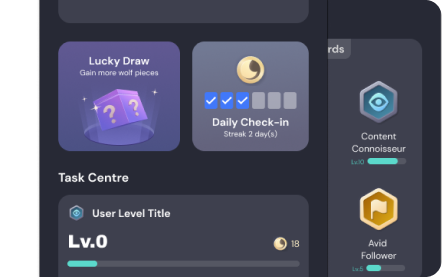 Lucky Draw
Gain more wolf pieces
? ?
Daily Check-in
Streak 2 day(s)
rds
Content
Connoisseur
Lv.10
Task Centre
User Level Title
Lv.0
18
Avid
Follower
Lv.5